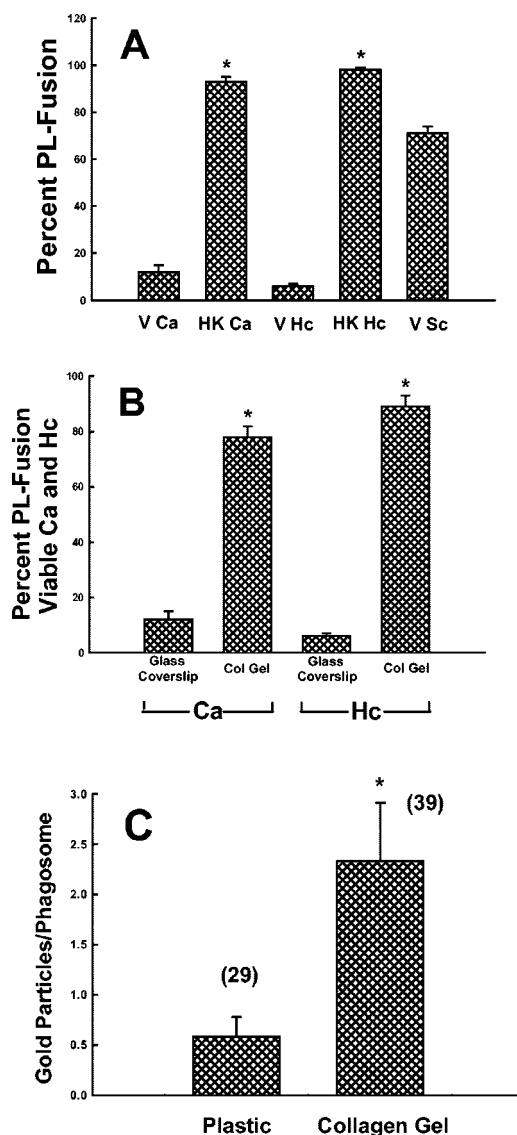 A
Percent PL-Fusion
120
100
80
60
40
20
0
* *
V Ca HK Ca V Hc HK Hc V Sc
B
Percent PL-Fusion
Viable Ca and Hc
100
80
60
40
20
0
* *
Glass Coverslip Col Gel Glass Coverslip Col Gel
Ca Hc
C
Gold Particles/Phagosome
3.0
2.5
2.0
1.5
1.0
0.5
0.0
*
(39)
(29)
Plastic Collagen Gel